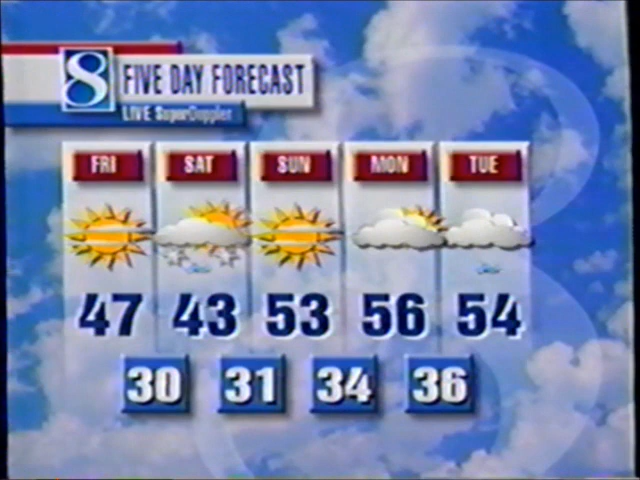 8
FIVE DAY FORECAST
LIVE SuperDoppler
FRI SAT SUN MON TUE
47 43 53 56 54
30 31 34 36